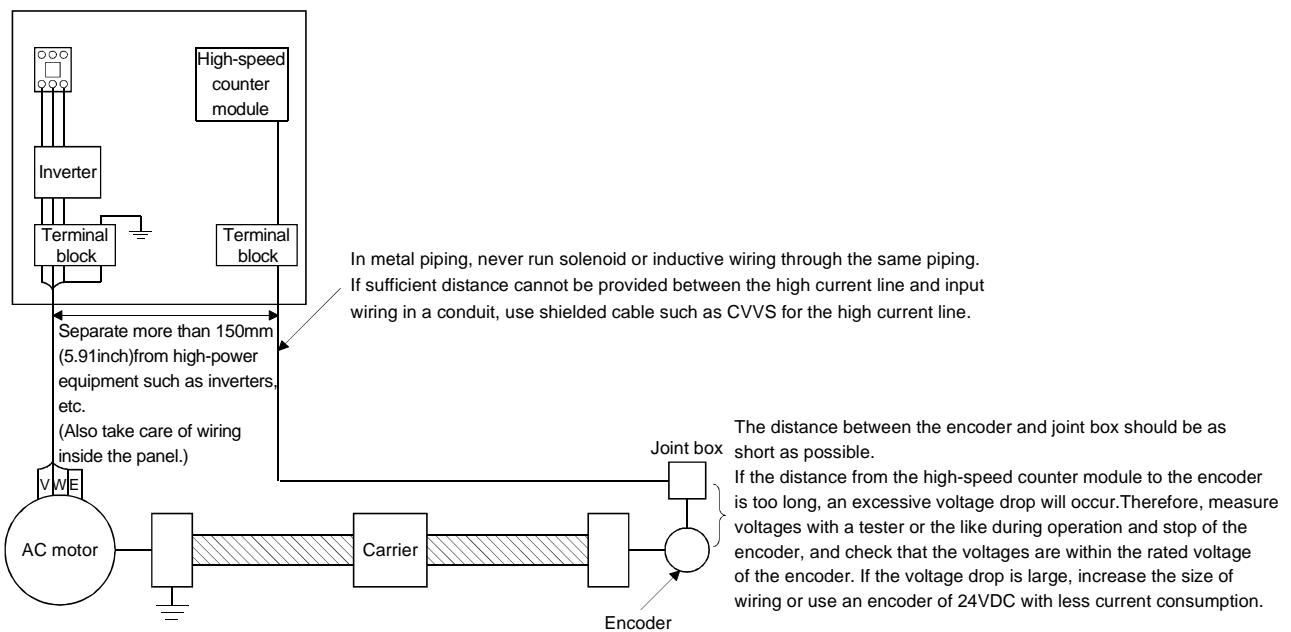 High-speed
counter
module
Inverter
Terminal
block
Terminal
block
In metal piping, never run solenoid or inductive wiring through the same piping.
If sufficient distance cannot be provided between the high current line and input
wiring in a conduit, use shielded cable such as CVVS for the high current line.
Separate more than 150mm
(5.91inch)from high-power
equipment such as inverters,
etc.
(Also take care of wiring
inside the panel.)
V W E
AC motor
Carrier
Joint box
Encoder
The distance between the encoder and joint box should be as
short as possible.
If the distance from the high-speed counter module to the encoder
is too long, an excessive voltage drop will occur.Therefore, measure
voltages with a tester or the like during operation and stop of the
encoder, and check that the voltages are within the rated voltage
of the encoder. If the voltage drop is large, increase the size of
wiring or use an encoder of 24VDC with less current consumption.